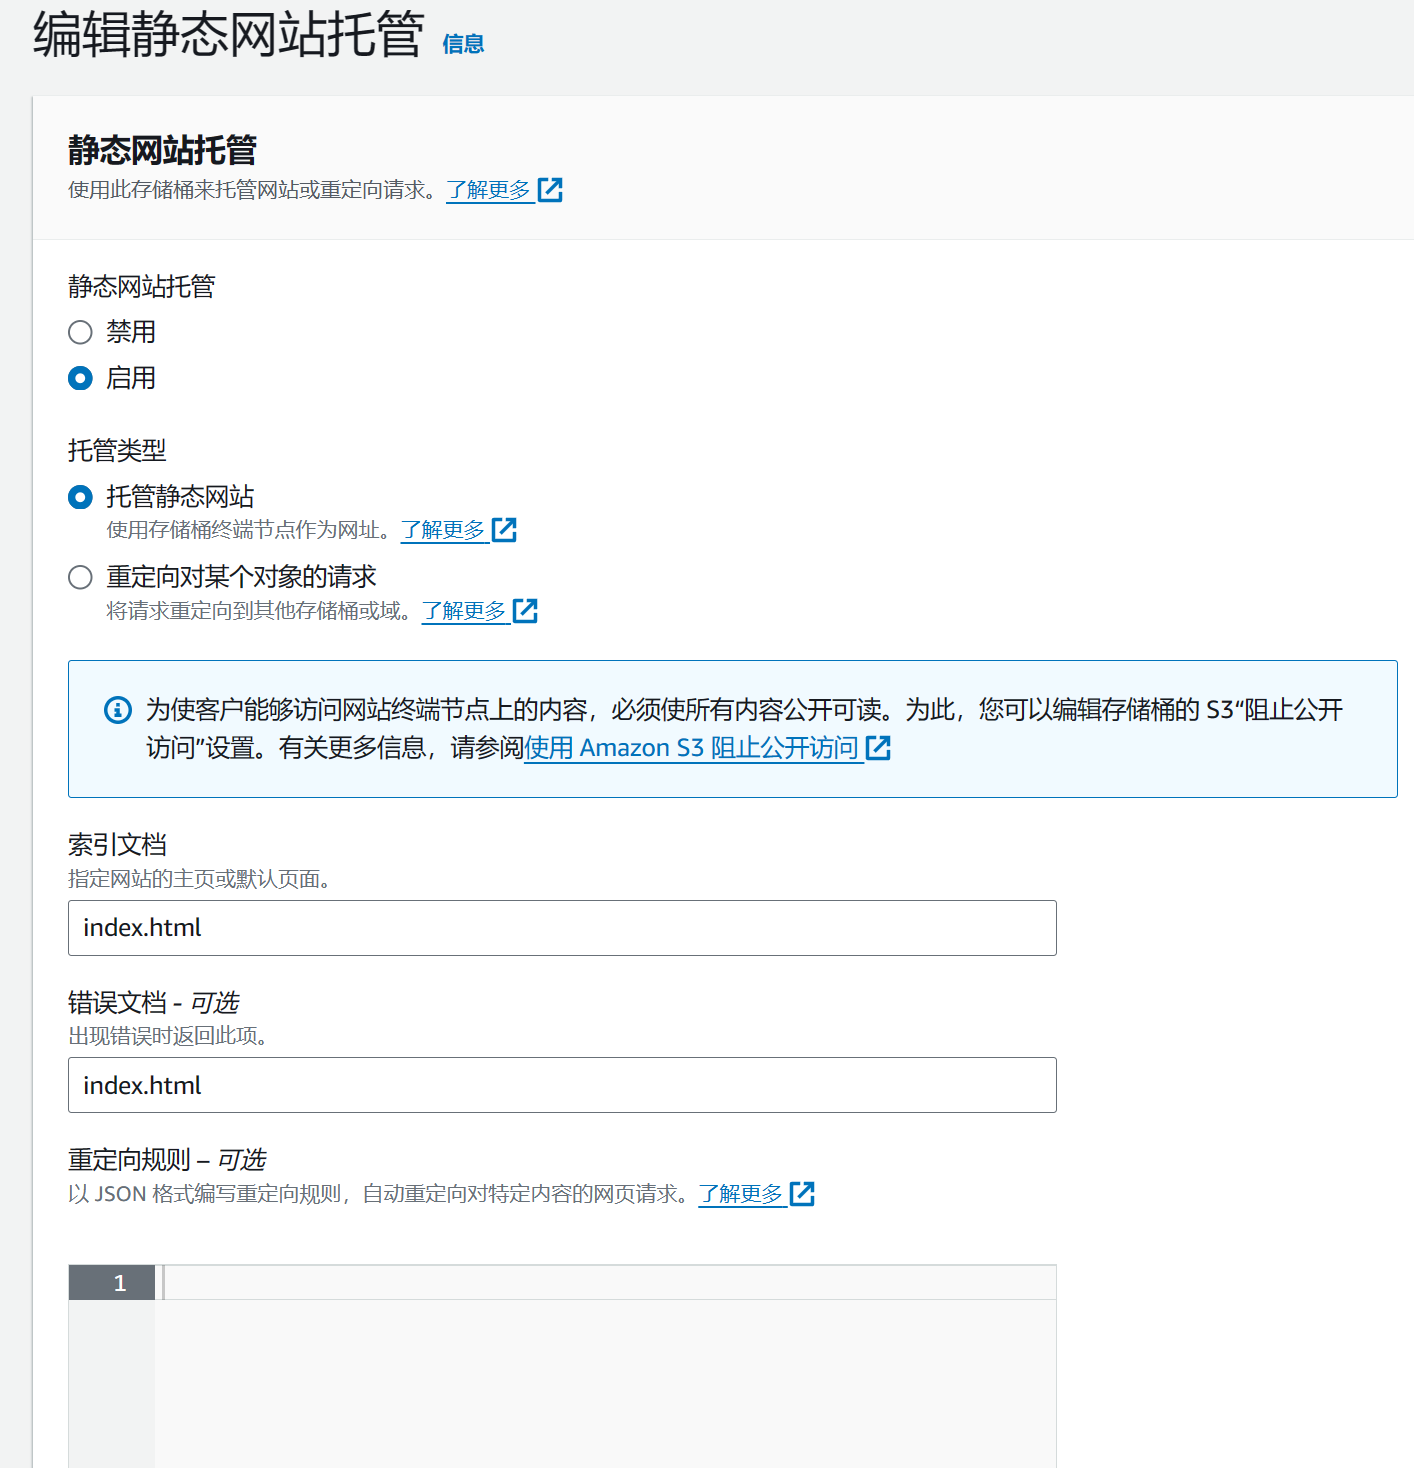 编辑静态网站托管 信息
静态网站托管
使用此存储桶来托管网站或重定向请求。了解更多
静态网站托管
禁用
启用
托管类型
托管静态网站
使用存储桶终端节点作为网址。了解更多
重定向对某个对象的请求
将请求重定向到其他存储桶或域。了解更多
为使客户能够访问网站终端节点上的内容，必须使所有内容公开可读。为此，您可以编辑存储桶的 S3“阻止公开
访问”设置。有关更多信息，请参阅使用 Amazon S3 阻止公开访问
索引文档
指定网站的主页或默认页面。
index.html
错误文档 - 可选
出现错误时返回此项。
index.html
重定向规则 – 可选
以 JSON 格式编写重定向规则，自动重定向对特定内容的网页请求。了解更多
1